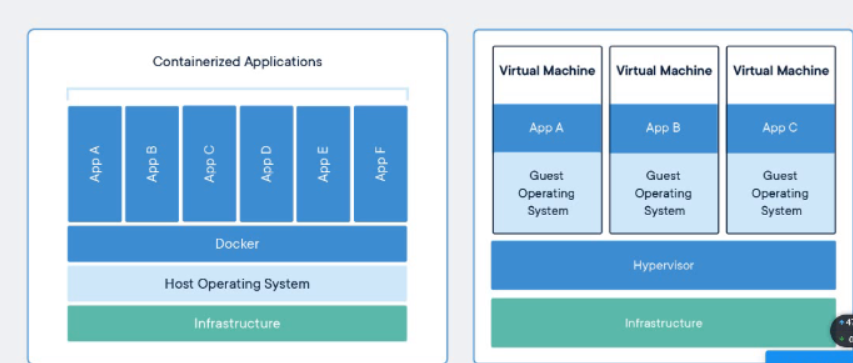 Containerized Applications
App A
App B
App C
App D
App E
App F
Docker
Host Operating System
Infrastructure
Virtual Machine
App A
Guest
Operating
System
Virtual Machine
App B
Guest
Operating
System
Virtual Machine
App C
Guest
Operating
System
Hypervisor
Infrastructure